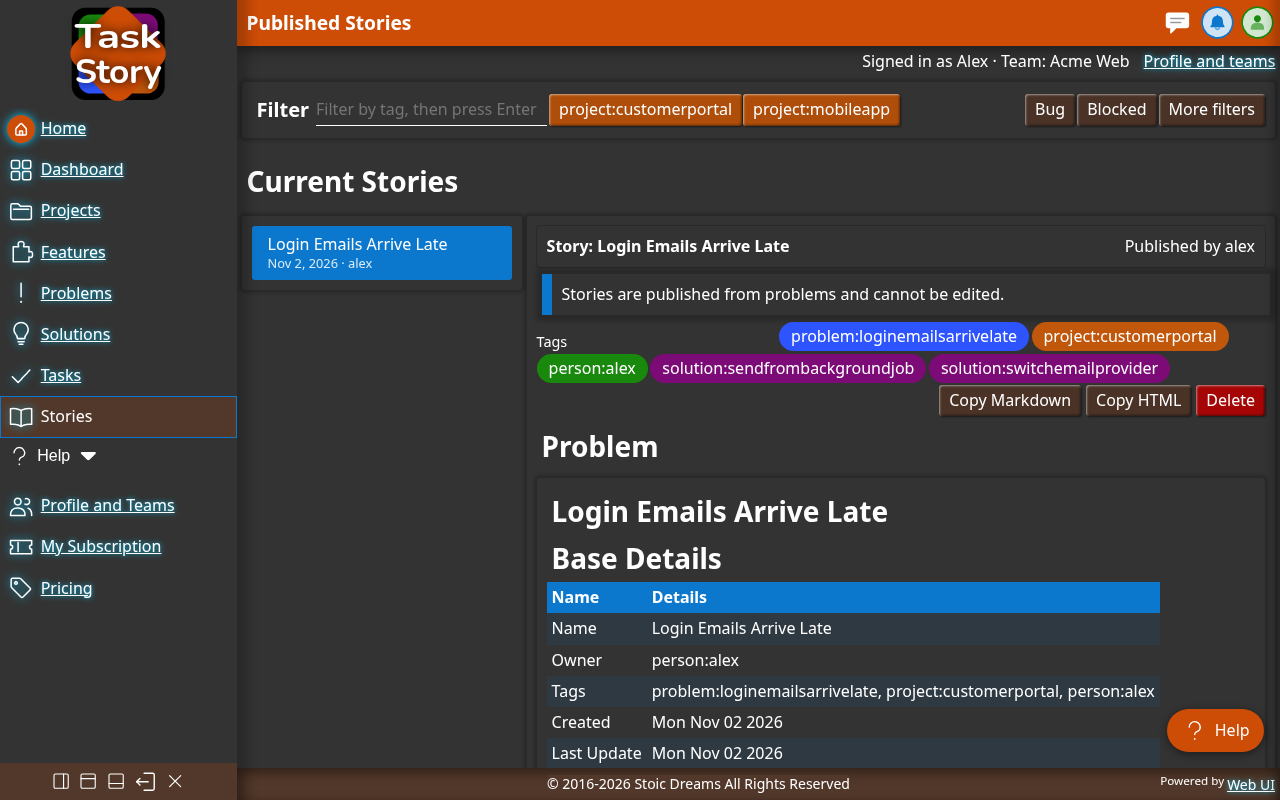 Task
Story
Published Stories
Signed in as Alex · Team: Acme Web Profile and teams
Home
Dashboard
Projects
Features
Problems
Solutions
Tasks
Stories
Help
Profile and Teams
My Subscription
Pricing
Filter Filter by tag, then press Enter project:customerportal project:mobileapp Bug Blocked More filters
Current Stories
Login Emails Arrive Late
Nov 2, 2026 · alex
Story: Login Emails Arrive Late Published by alex
Stories are published from problems and cannot be edited.
Tags problem:loginemailsarrivelate project:customerportal
person:alex solution:sendfrombackgroundjob solution:switchemailprovider
Copy Markdown Copy HTML Delete
Problem
Login Emails Arrive Late
Base Details
Name Details
Name Login Emails Arrive Late
Owner person:alex
Tags problem:loginemailsarrivelate, project:customerportal, person:alex
Created Mon Nov 02 2026
Last Update Mon Nov 02 2026
Help
© 2016-2026 Stoic Dreams All Rights Reserved
Powered by Web UI